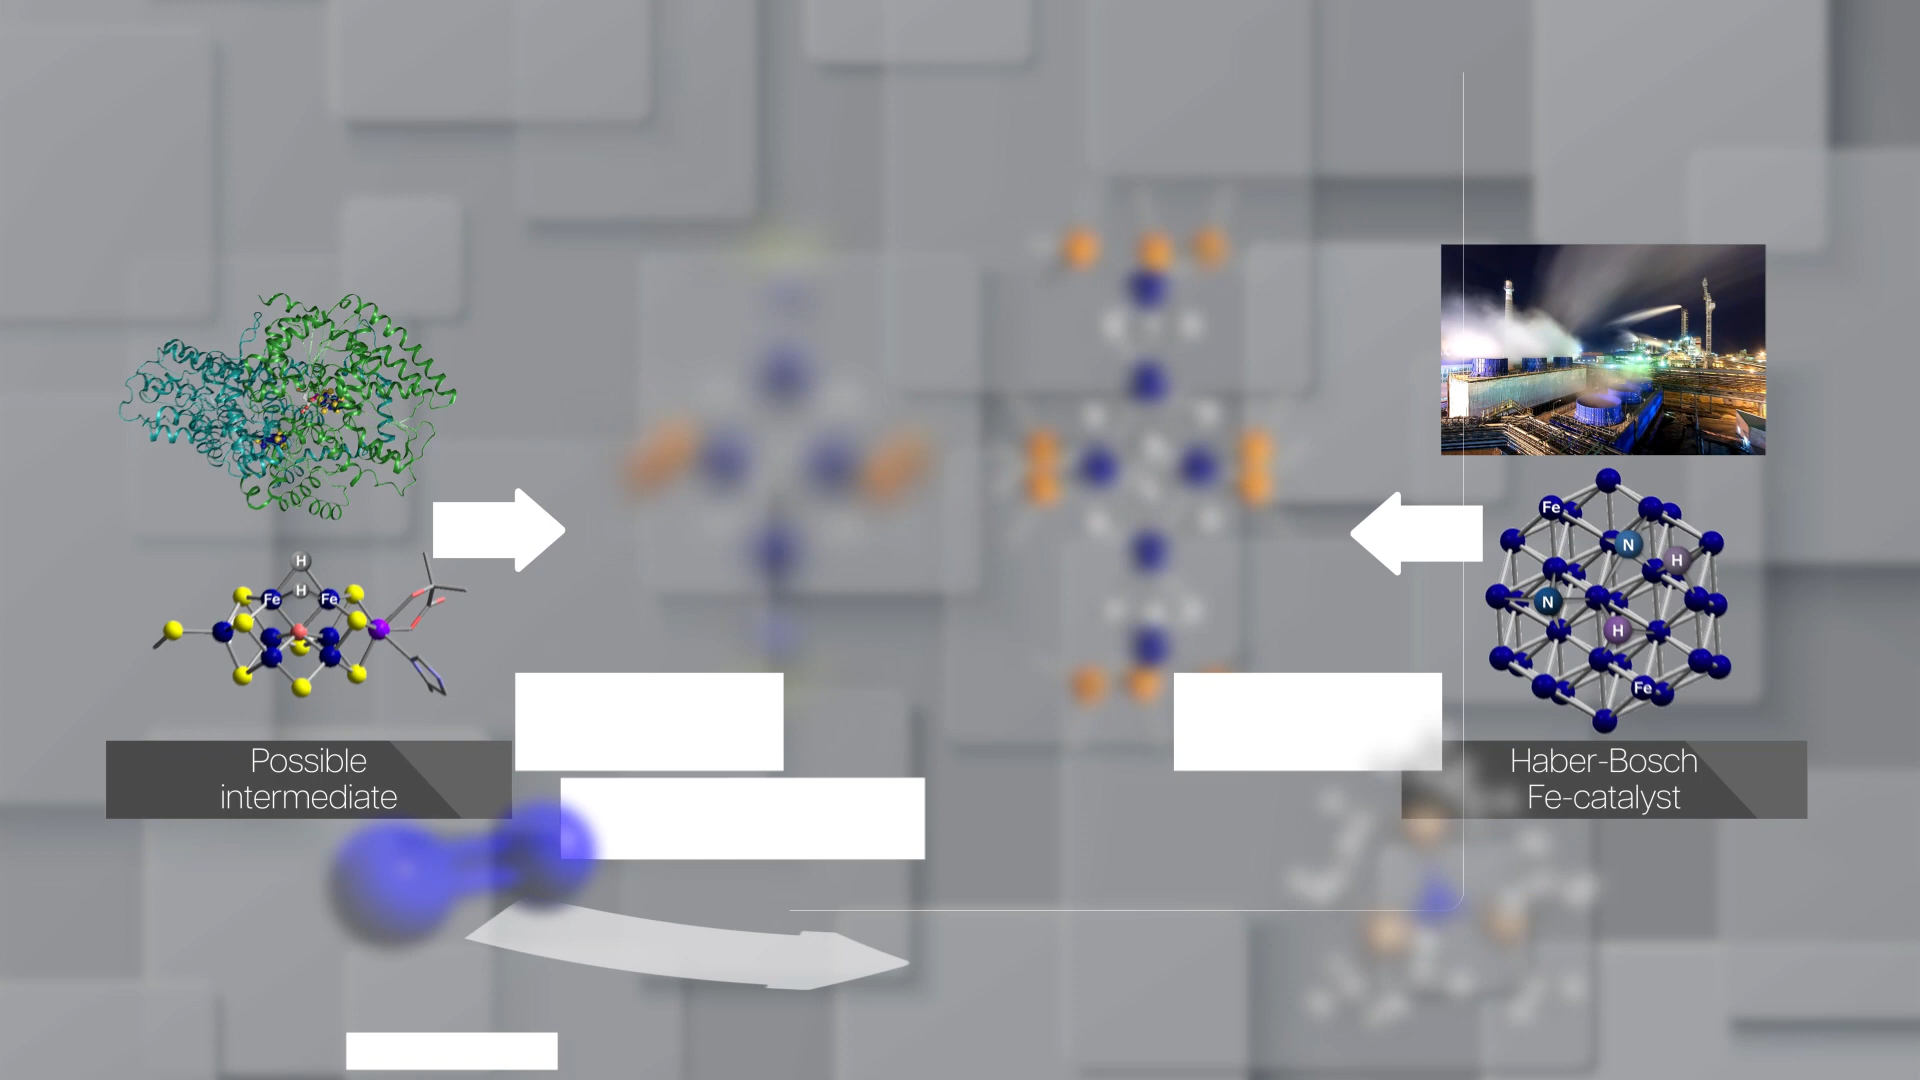 Fe
N
H
H
H
Fe
Fe
N
H
Fe
Possible
intermediate
Haber-Bosch
Fe-catalyst